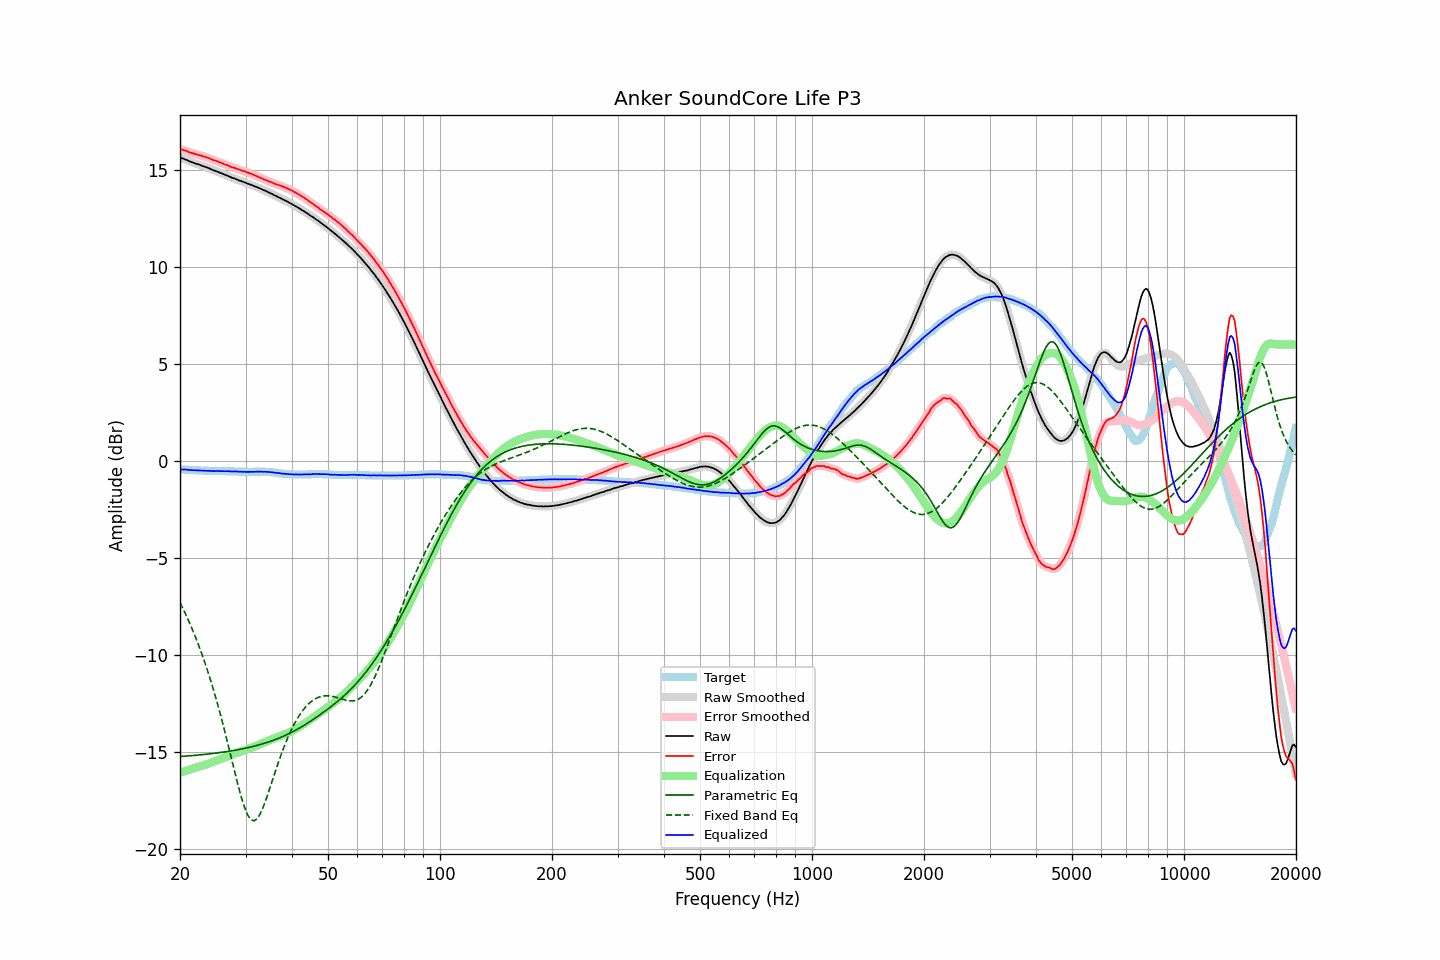 Anker SoundCore Life P3
Amplitude (dBr)
15
10
5
0
−5
−10
−15
−20
Target
Raw Smoothed
Error Smoothed
Raw
Error
Equalization
Parametric Eq
Fixed Band Eq
Equalized
20 50 100 200 500 1000 2000 5000 10000 20000
Frequency (Hz)